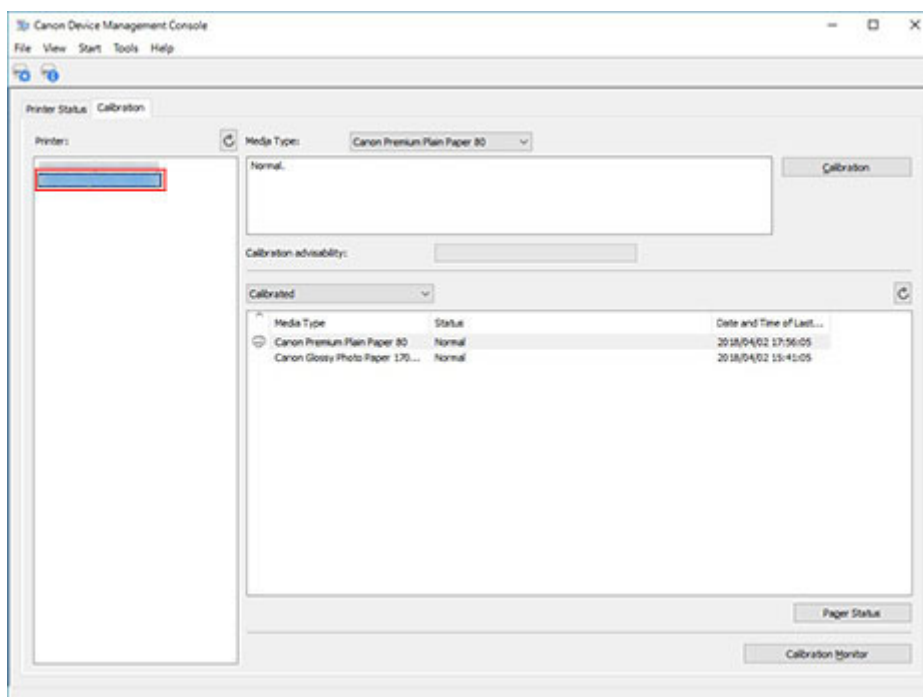 Canon Device Management Console
File View Start Tools Help
Printer Status Calibration
Printer: Media Type: Canon Premium Plain Paper 80
Normal.
Calibration
Calibration advisability:
Calibrated
Media Type Status Date and Time of Last...
Canon Premium Plain Paper 80 Normal 2018/04/02 17:56:05
Canon Glossy Photo Paper 170... Normal 2018/04/02 15:41:05
Paper Status
Calibration Monitor